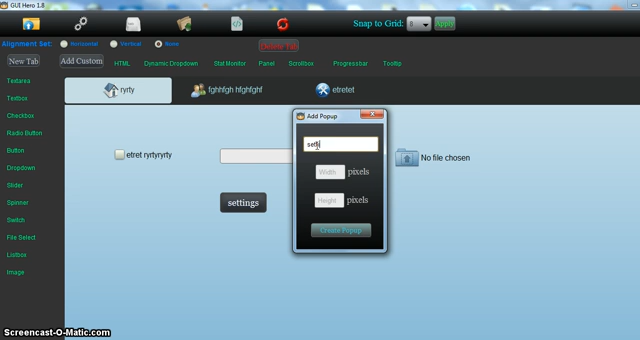 GUI Hero 1.8
Snap to Grid: 8 Apply
Alignment Set: Horizontal Vertical None
Delete Tab
New Tab Add Custom HTML Dynamic Dropdown Stat Monitor Panel Scrollbox Progressbar Tooltip
Textarea
Textbox
Checkbox
Radio Button
Button
Dropdown
Slider
Spinner
Switch
File Select
Listbox
Image
ryrty fghhfgh hfghfghf etretet
etret ryrtyryrty
No file chosen
settings
Add Popup
Width pixels
Height pixels
Create Popup
Screencast-O-Matic.com